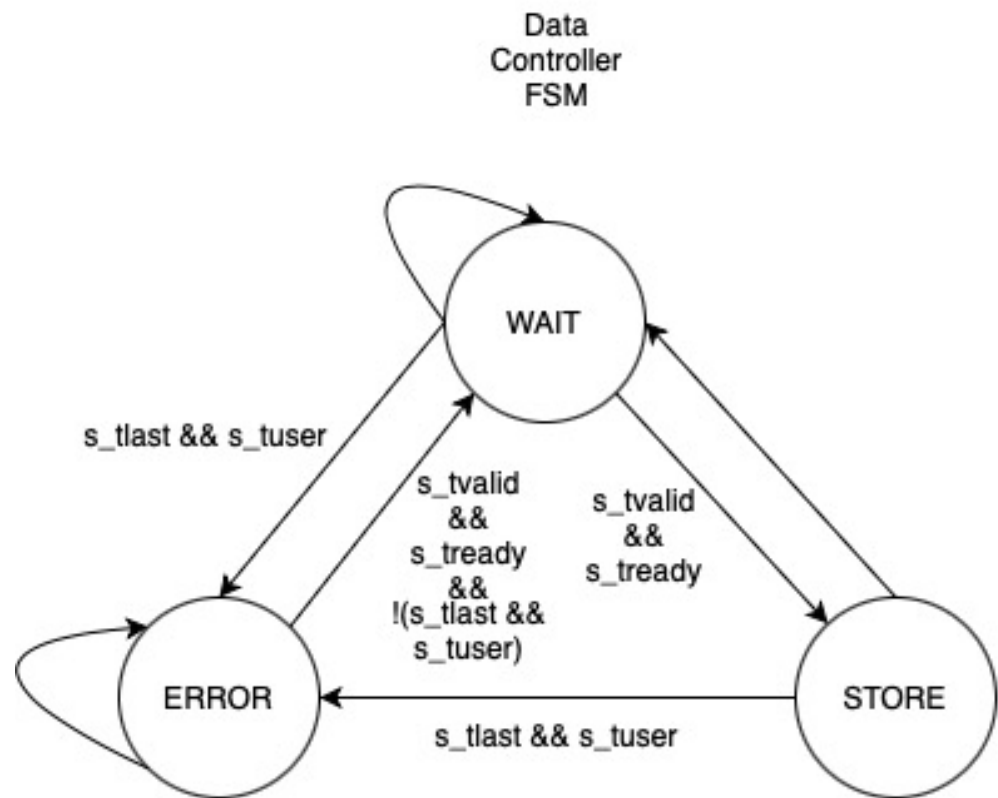 Data
Controller
FSM
WAIT
s_tlast && s_tuser
s_tvalid
&&
s_tready
&&
!(s_tlast &&
s_tuser)
s_tvalid
&&
s_tready
ERROR
STORE
s_tlast && s_tuser